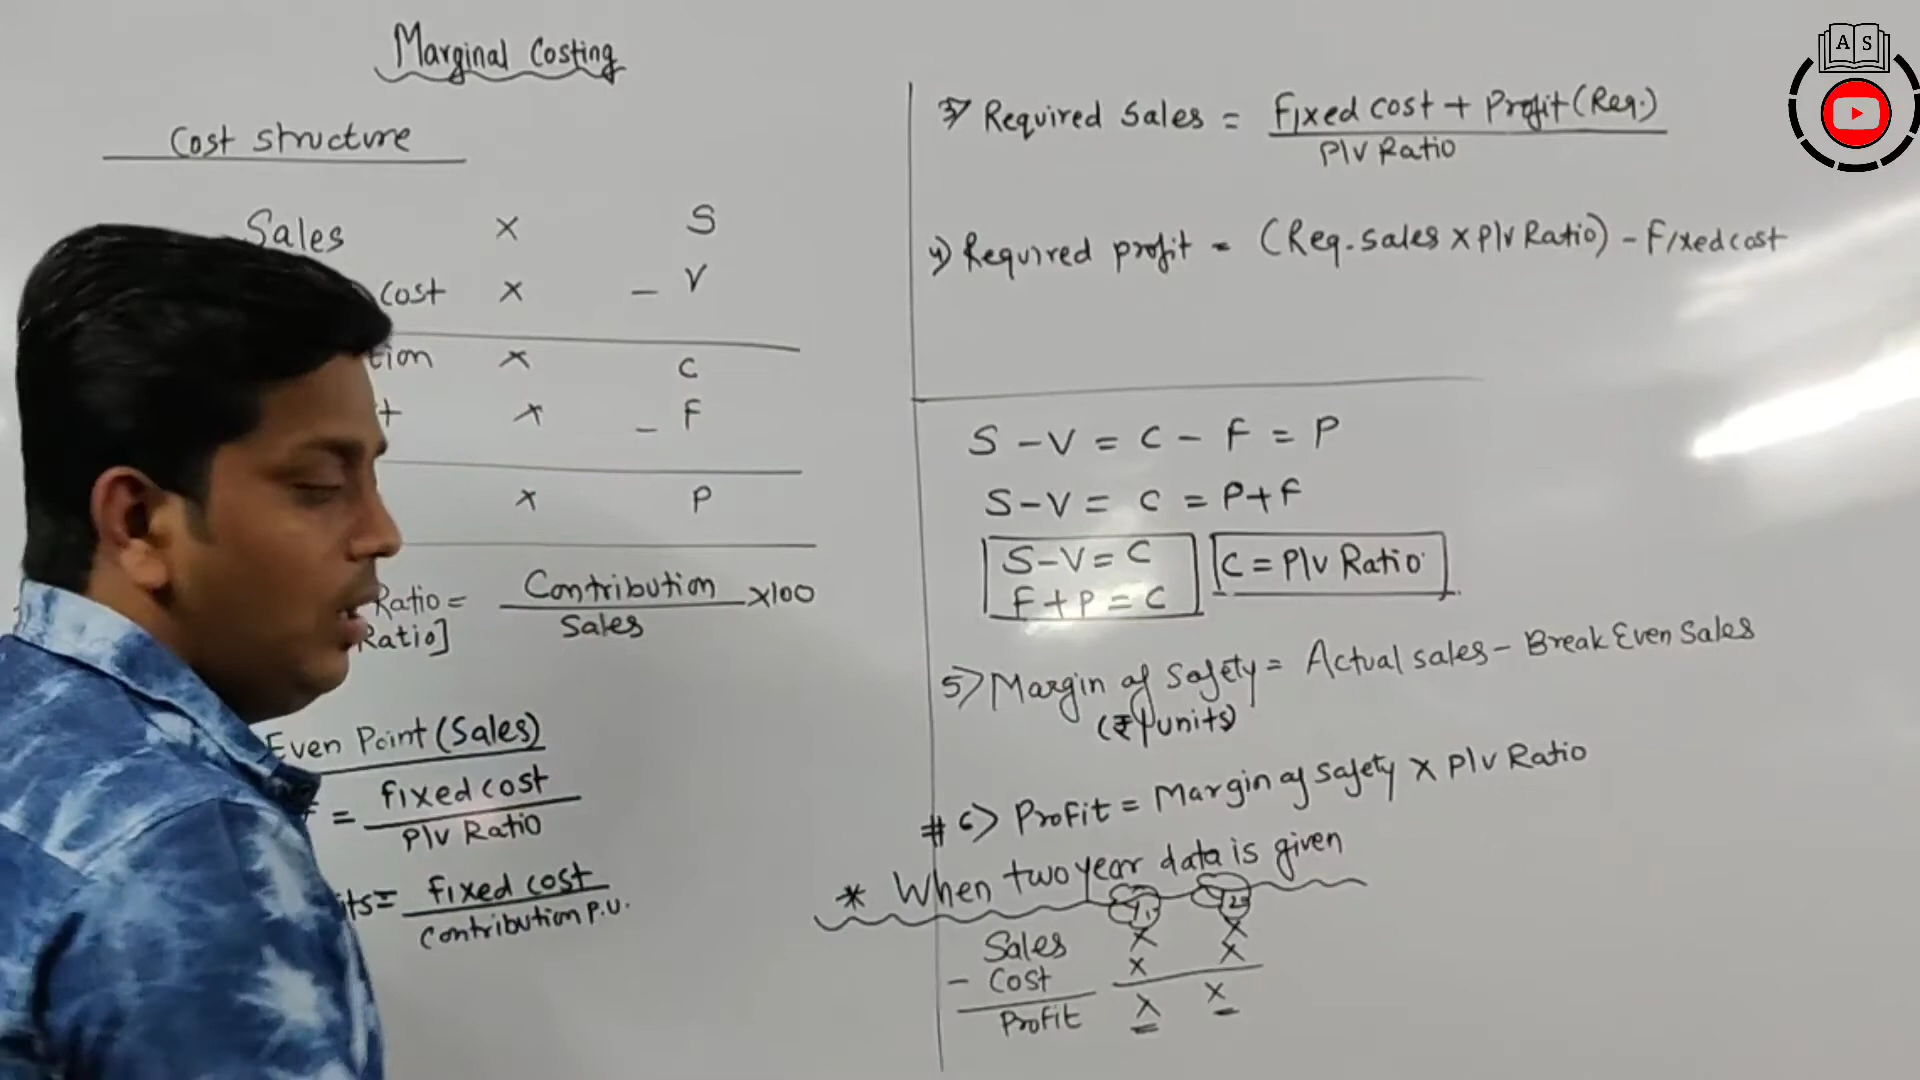 Marginal Costing
Cost structure
Sales x S
cost x - V
tion x C
t x - F
x P
Ratio = Contribution / Sales x100
Ratio]
Even Point (Sales)
= fixed cost / P/V Ratio
its = fixed cost / Contribution P.U.
3) Required Sales = Fixed cost + Profit (Req.) / P/V Ratio
4) Required profit = (Req. sales x P/V Ratio) - Fixed cost
S - V = C - F = P
S - V = C = P + F
S - V = C
F + P = C
C = P/V Ratio
5) Margin of Safety = Actual sales - Break Even Sales
(₹/units)
# 6) Profit = Margin of Safety x P/V Ratio
* When two year data is given
Sales x x
- Cost x x
Profit x x
A S